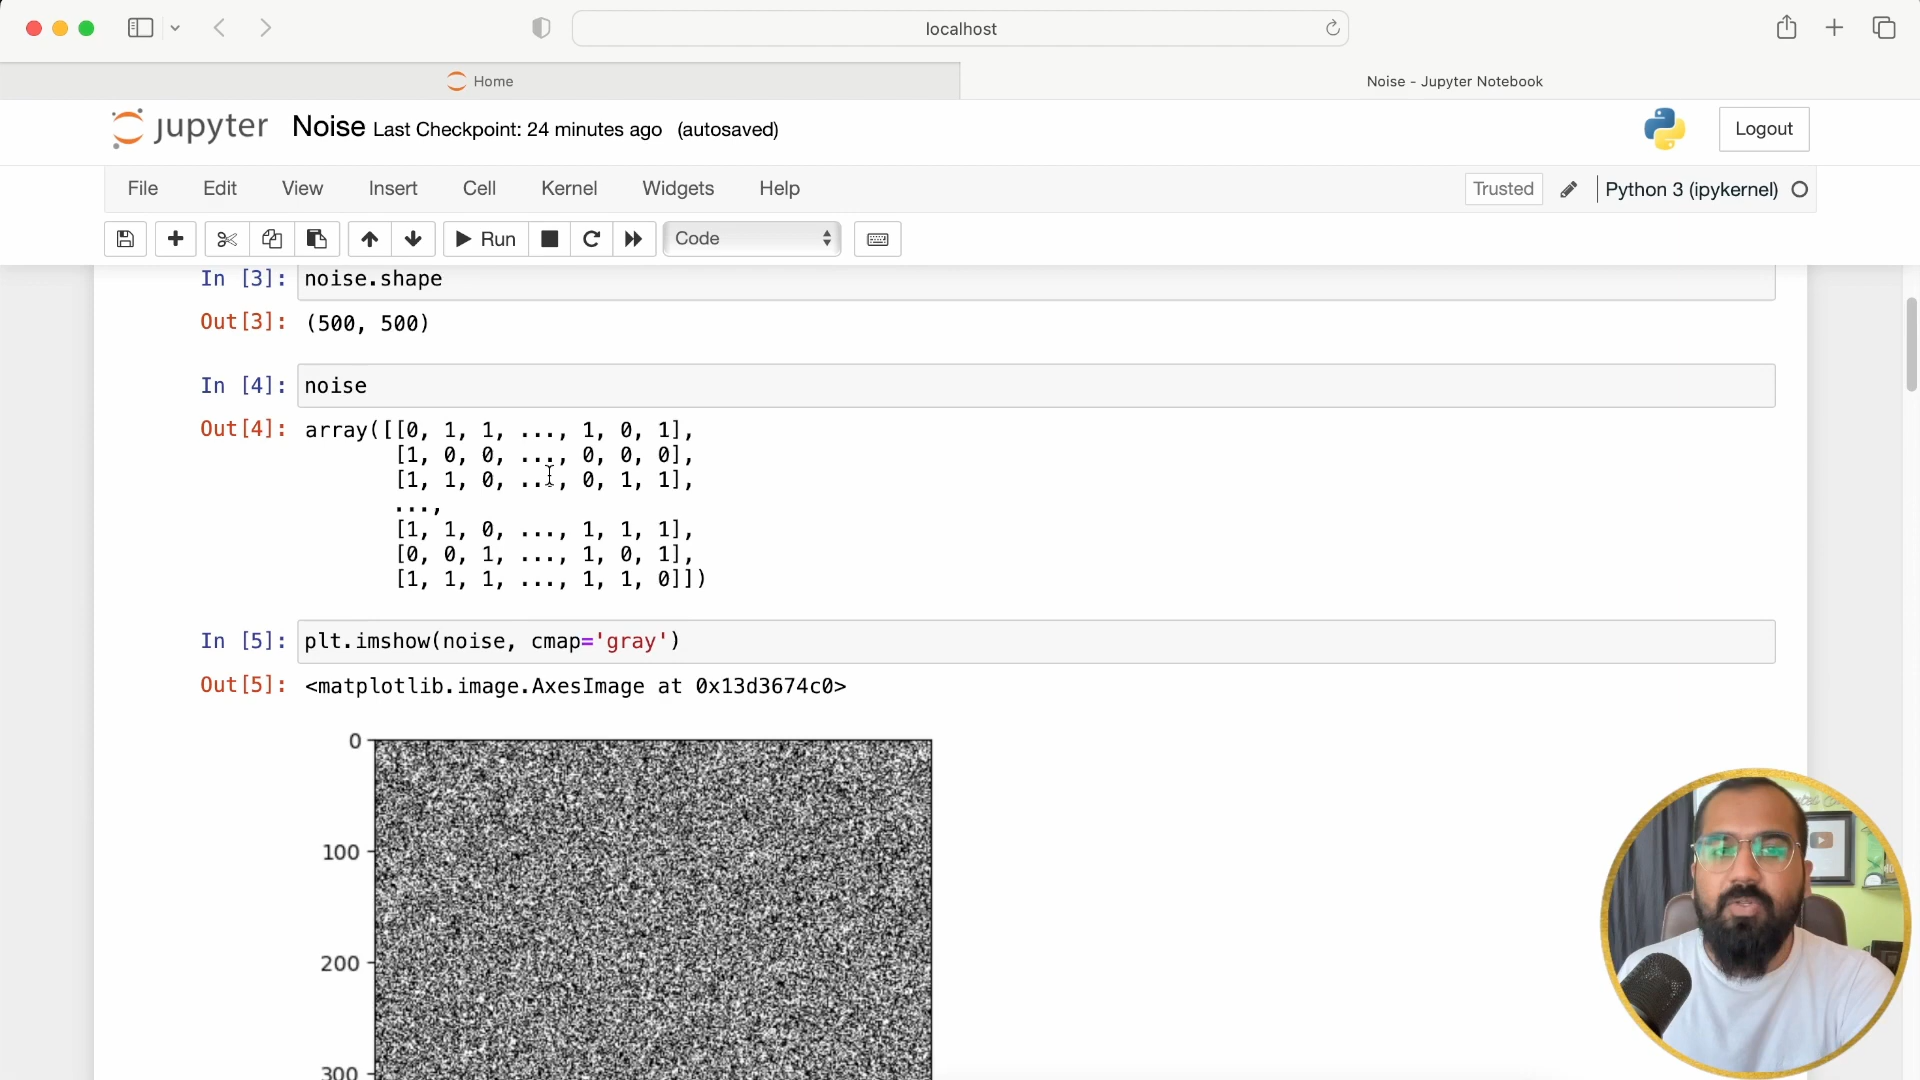 localhost
Home
Noise - Jupyter Notebook
jupyter Noise Last Checkpoint: 24 minutes ago (autosaved)
Logout
File Edit View Insert Cell Kernel Widgets Help
Trusted Python 3 (ipykernel)
Run Code
In [3]: noise.shape
Out[3]: (500, 500)
In [4]: noise
Out[4]: array([[0, 1, 1, ..., 1, 0, 1],
[1, 0, 0, ..., 0, 0, 0],
[1, 1, 0, ..., 0, 1, 1],
...,
[1, 1, 0, ..., 1, 1, 1],
[0, 0, 1, ..., 1, 0, 1],
[1, 1, 1, ..., 1, 1, 0]])
In [5]: plt.imshow(noise, cmap='gray')
Out[5]: <matplotlib.image.AxesImage at 0x13d3674c0>
0
100
200
300